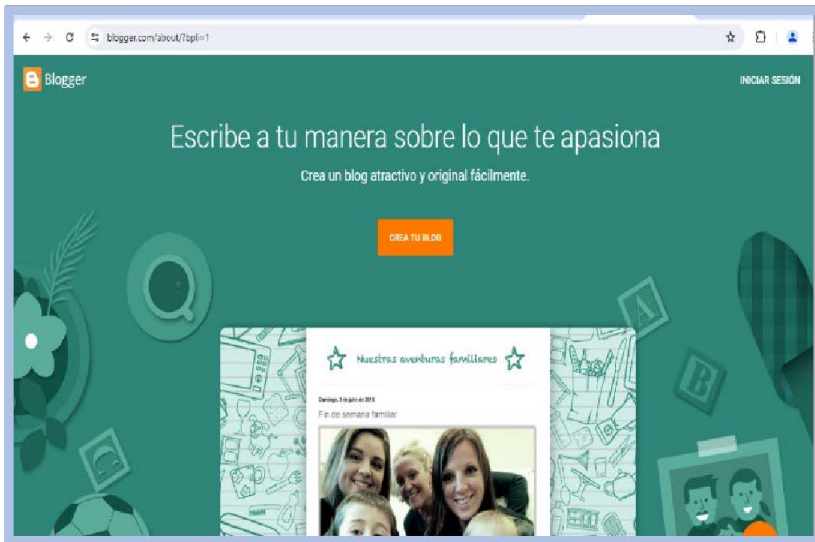 blogger.com/about/?bpli=1
Blogger
INICIAR SESIÓN
Escribe a tu manera sobre lo que te apasiona
Crea un blog atractivo y original fácilmente.
CREA TU BLOG
A
B
C
Nuestras aventuras familiares
Fin de semana familiar